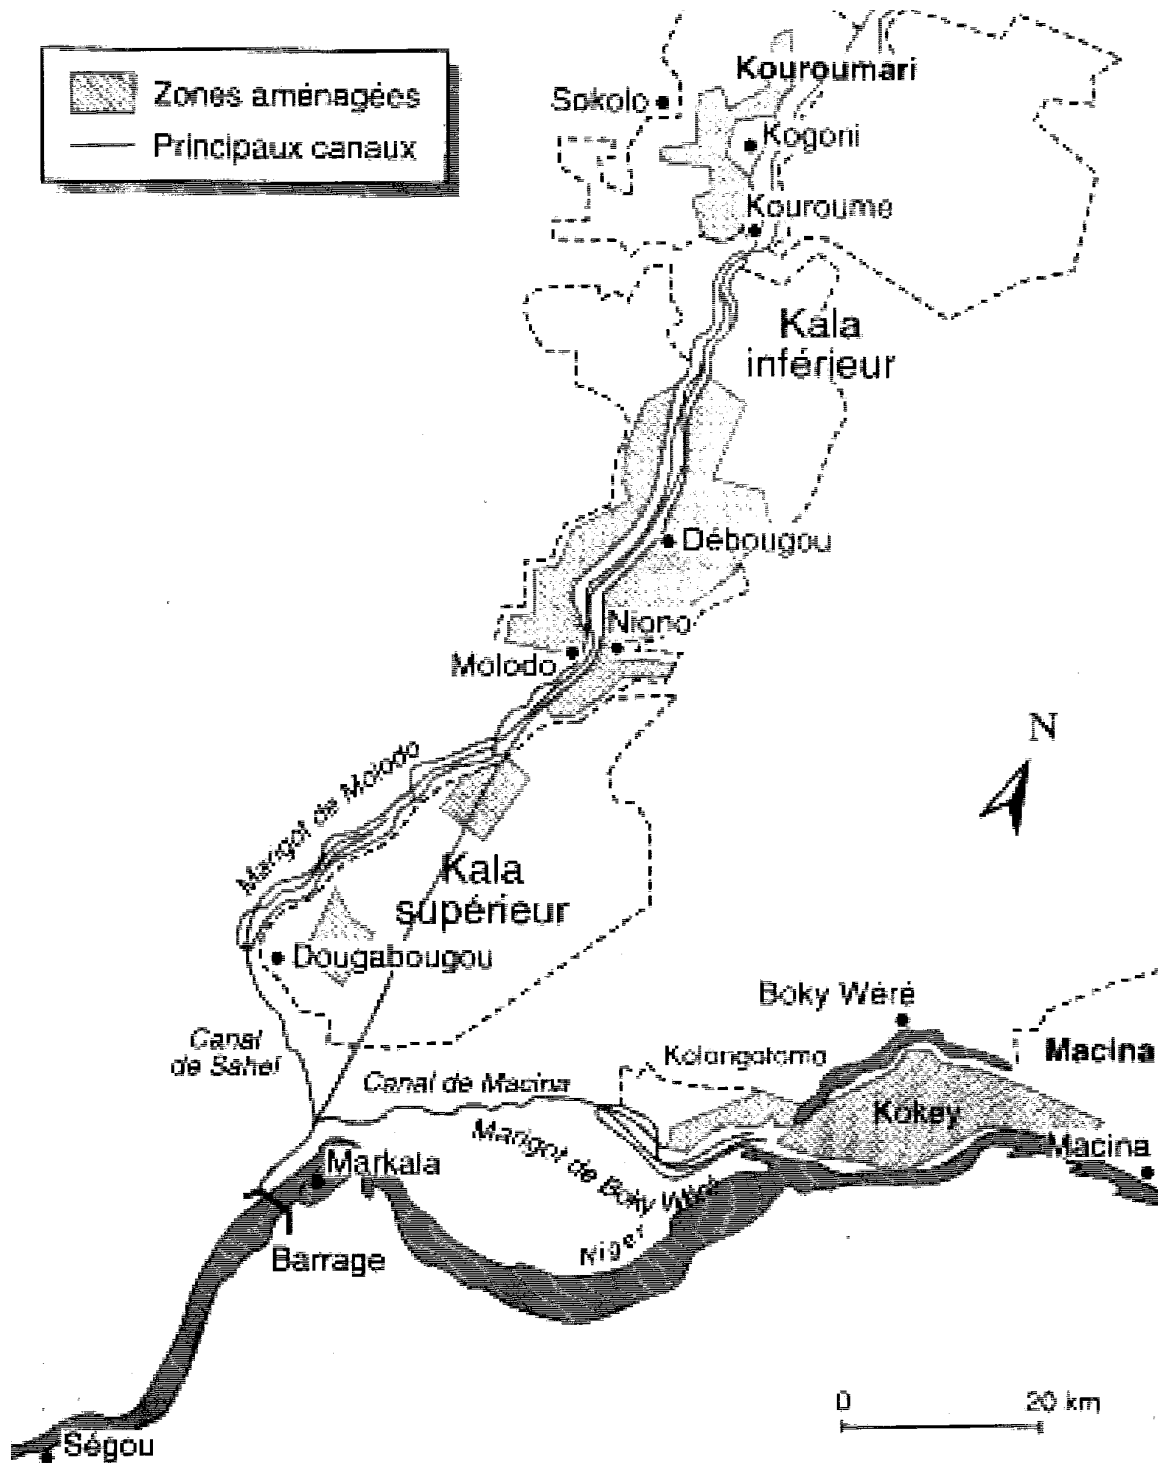 Zones aménagées
Principaux canaux
Kouroumari
Sokolo
Kogoni
Kouroume
Kala
inférieur
Débougou
Niono
Molodo
N
Marigot de Molodo
Kala
supérieur
Dougabougou
Boky Wéré
Canal
de Sahel
Kolongotomo
Macina
Canal de Macina
Kokey
Marigot de Boky Wéré
Macina
Markala
Niger
Barrage
0 20 km
Ségou